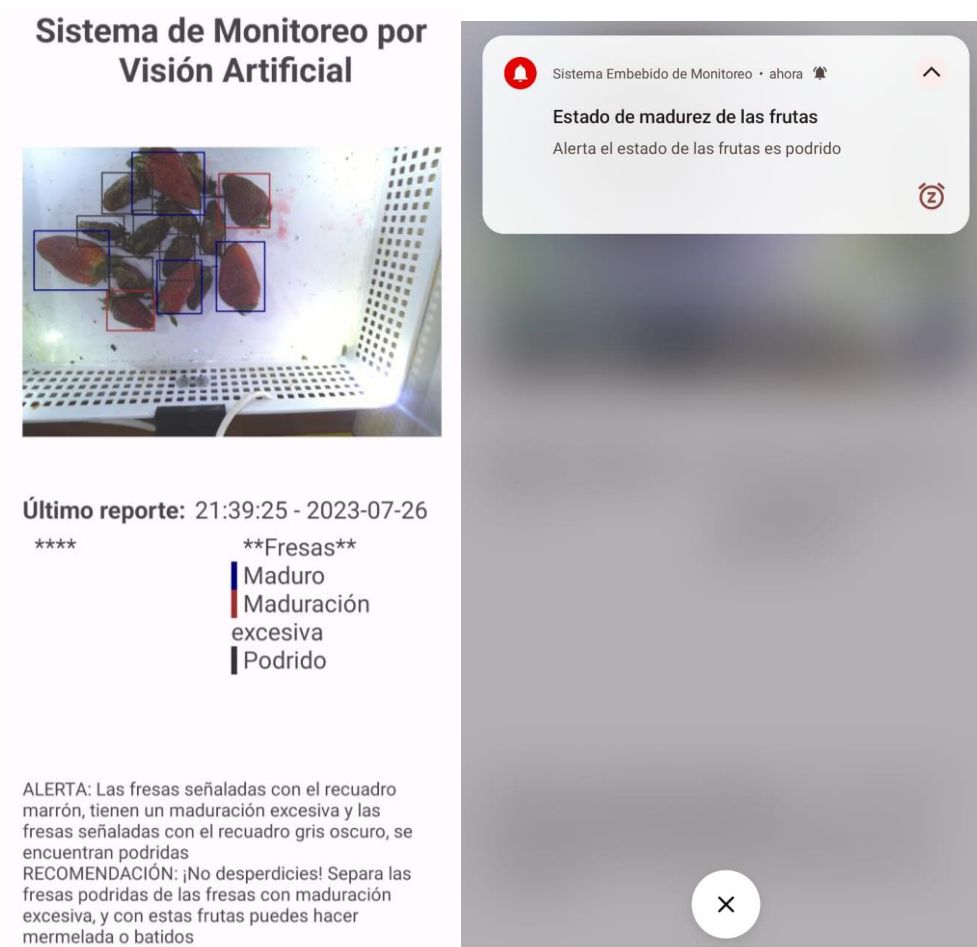 Sistema de Monitoreo por
Visión Artificial
Último reporte: 21:39:25 - 2023-07-26
**** **Fresas**
Maduro
Maduración
excesiva
Podrido
ALERTA: Las fresas señaladas con el recuadro
marrón, tienen un maduración excesiva y las
fresas señaladas con el recuadro gris oscuro, se
encuentran podridas
RECOMENDACIÓN: ¡No desperdicies! Separa las
fresas podridas de las fresas con maduración
excesiva, y con estas frutas puedes hacer
mermelada o batidos
Sistema Embebido de Monitoreo • ahora
Estado de madurez de las frutas
Alerta el estado de las frutas es podrido
Z